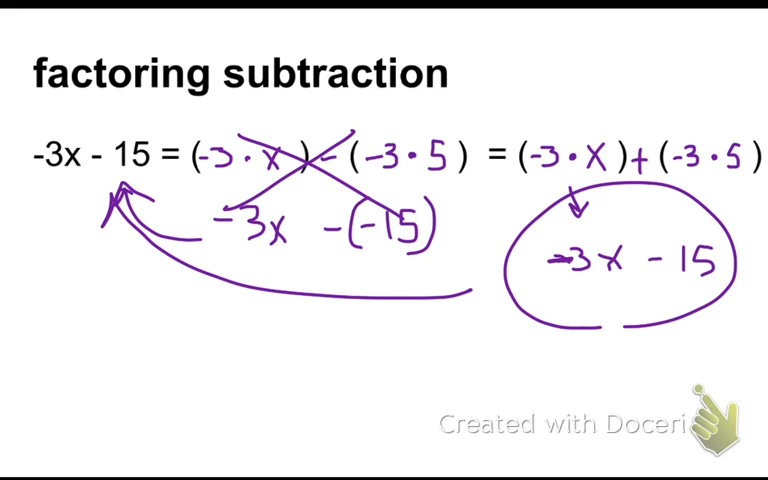 factoring subtraction
-3x - 15 = (-3 · x) - (-3 · 5) = (-3 · x) + (-3 · 5)
-3x -(-15)
-3x - 15
Created with Doceri